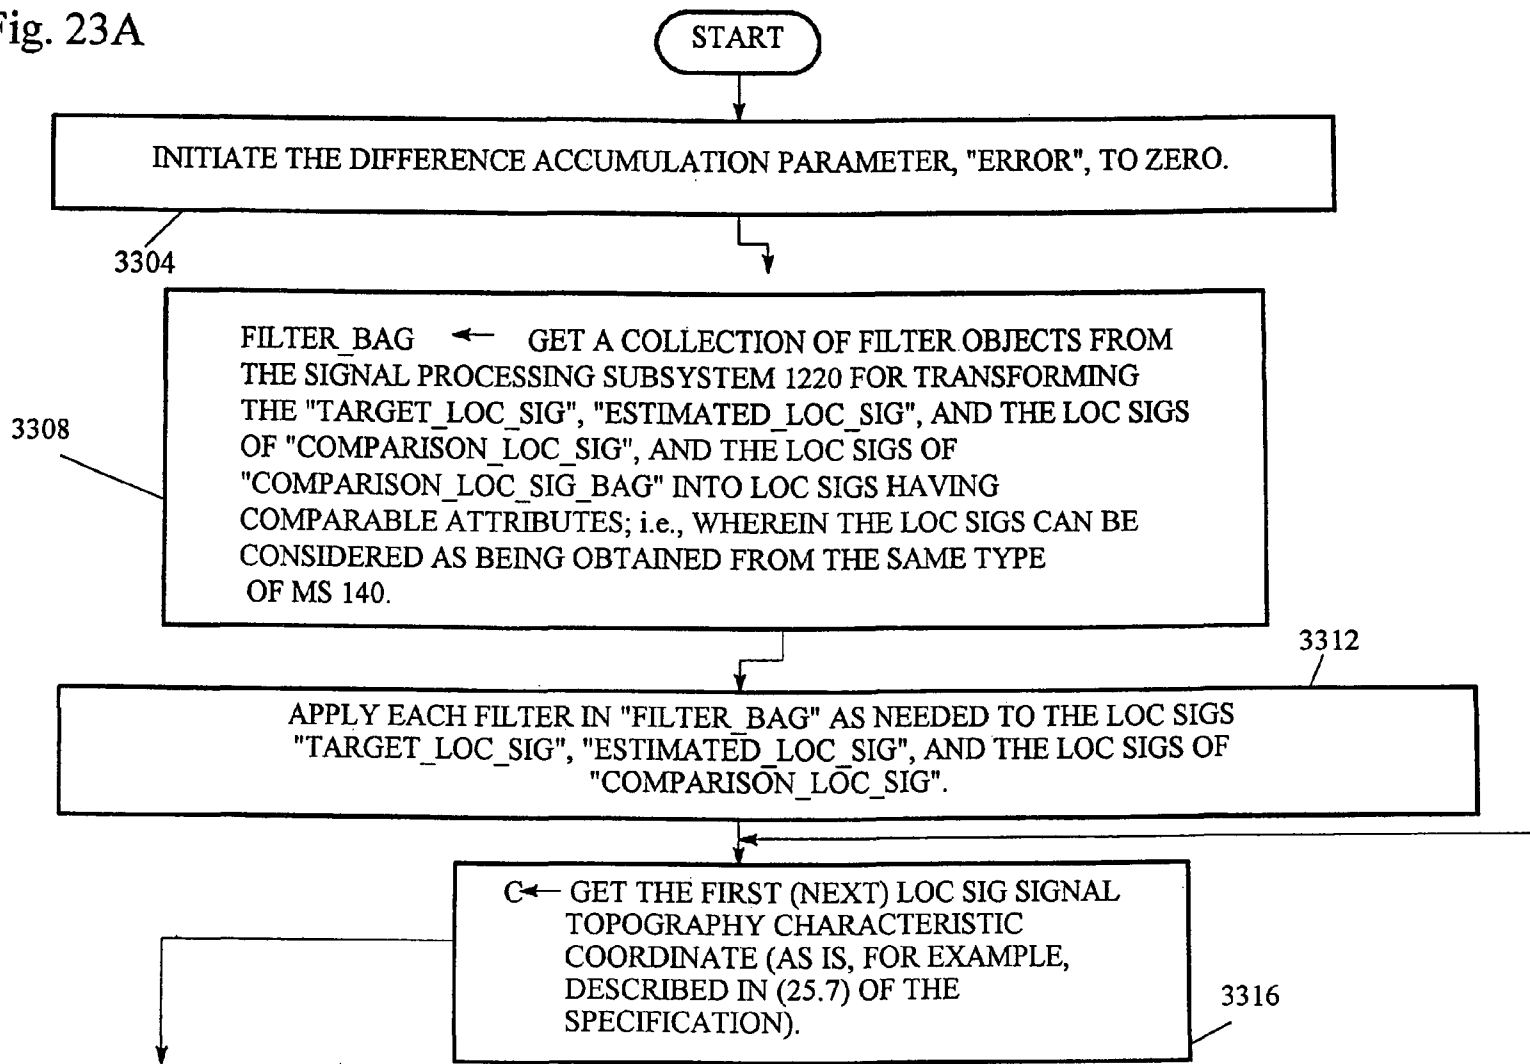 Fig. 23A
START
INITIATE THE DIFFERENCE ACCUMULATION PARAMETER, "ERROR", TO ZERO.
3304
FILTER_BAG ← GET A COLLECTION OF FILTER OBJECTS FROM
THE SIGNAL PROCESSING SUBSYSTEM 1220 FOR TRANSFORMING
THE "TARGET_LOC_SIG", "ESTIMATED_LOC_SIG", AND THE LOC SIGS
OF "COMPARISON_LOC_SIG", AND THE LOC SIGS OF
"COMPARISON_LOC_SIG_BAG" INTO LOC SIGS HAVING
COMPARABLE ATTRIBUTES; i.e., WHEREIN THE LOC SIGS CAN BE
CONSIDERED AS BEING OBTAINED FROM THE SAME TYPE
OF MS 140.
3308
3312
APPLY EACH FILTER IN "FILTER_BAG" AS NEEDED TO THE LOC SIGS
"TARGET_LOC_SIG", "ESTIMATED_LOC_SIG", AND THE LOC SIGS OF
"COMPARISON_LOC_SIG".
C← GET THE FIRST (NEXT) LOC SIG SIGNAL
TOPOGRAPHY CHARACTERISTIC
COORDINATE (AS IS, FOR EXAMPLE,
DESCRIBED IN (25.7) OF THE
SPECIFICATION).
3316